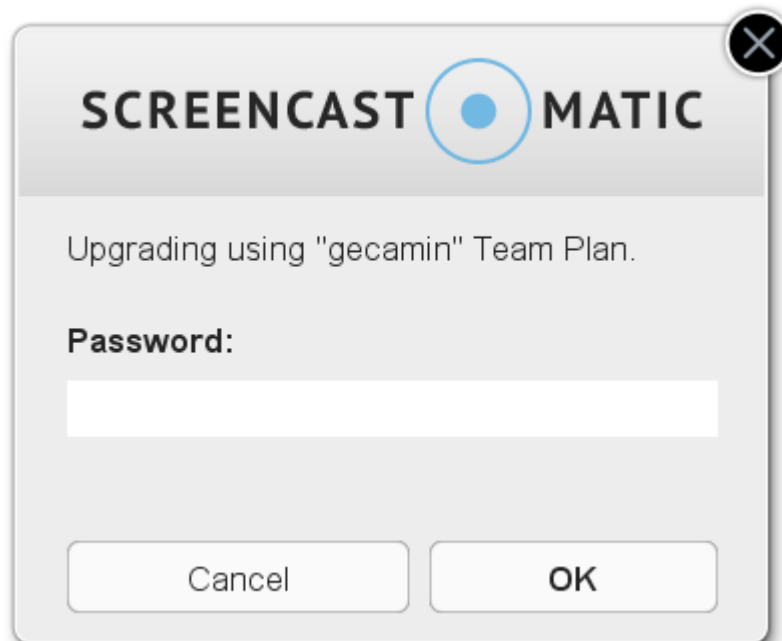 SCREENCAST MATIC
Upgrading using "gecamin" Team Plan.
Password:
Cancel OK